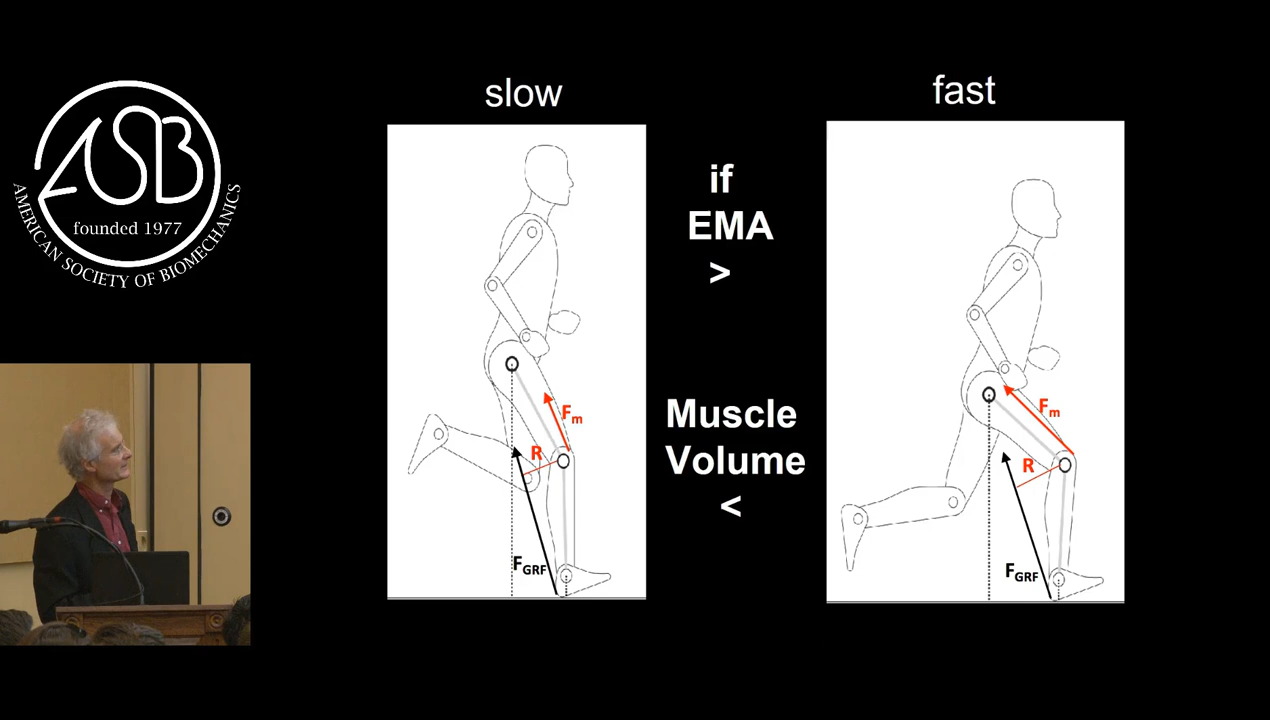 ASB
founded 1977
AMERICAN SOCIETY OF BIOMECHANICS
slow
fast
if
EMA
>
Muscle
Volume
<
Fm
R
FGRF
Fm
R
FGRF